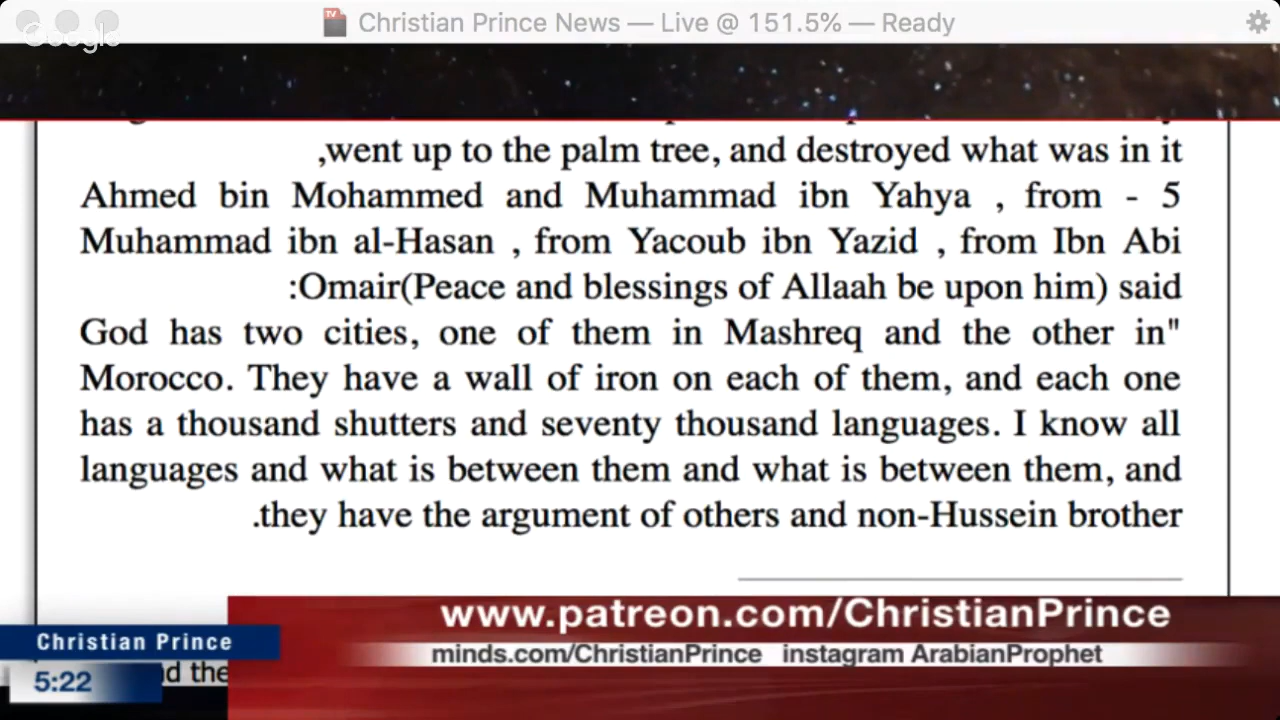 Christian Prince News — Live @ 151.5% — Ready
Google
,went up to the palm tree, and destroyed what was in it
Ahmed bin Mohammed and Muhammad ibn Yahya , from - 5
Muhammad ibn al-Hasan , from Yacoub ibn Yazid , from Ibn Abi
:Omair(Peace and blessings of Allaah be upon him) said
God has two cities, one of them in Mashreq and the other in"
Morocco. They have a wall of iron on each of them, and each one
has a thousand shutters and seventy thousand languages. I know all
languages and what is between them and what is between them, and
.they have the argument of others and non-Hussein brother
www.patreon.com/ChristianPrince
Christian Prince
minds.com/ChristianPrince instagram ArabianProphet
5:22
the